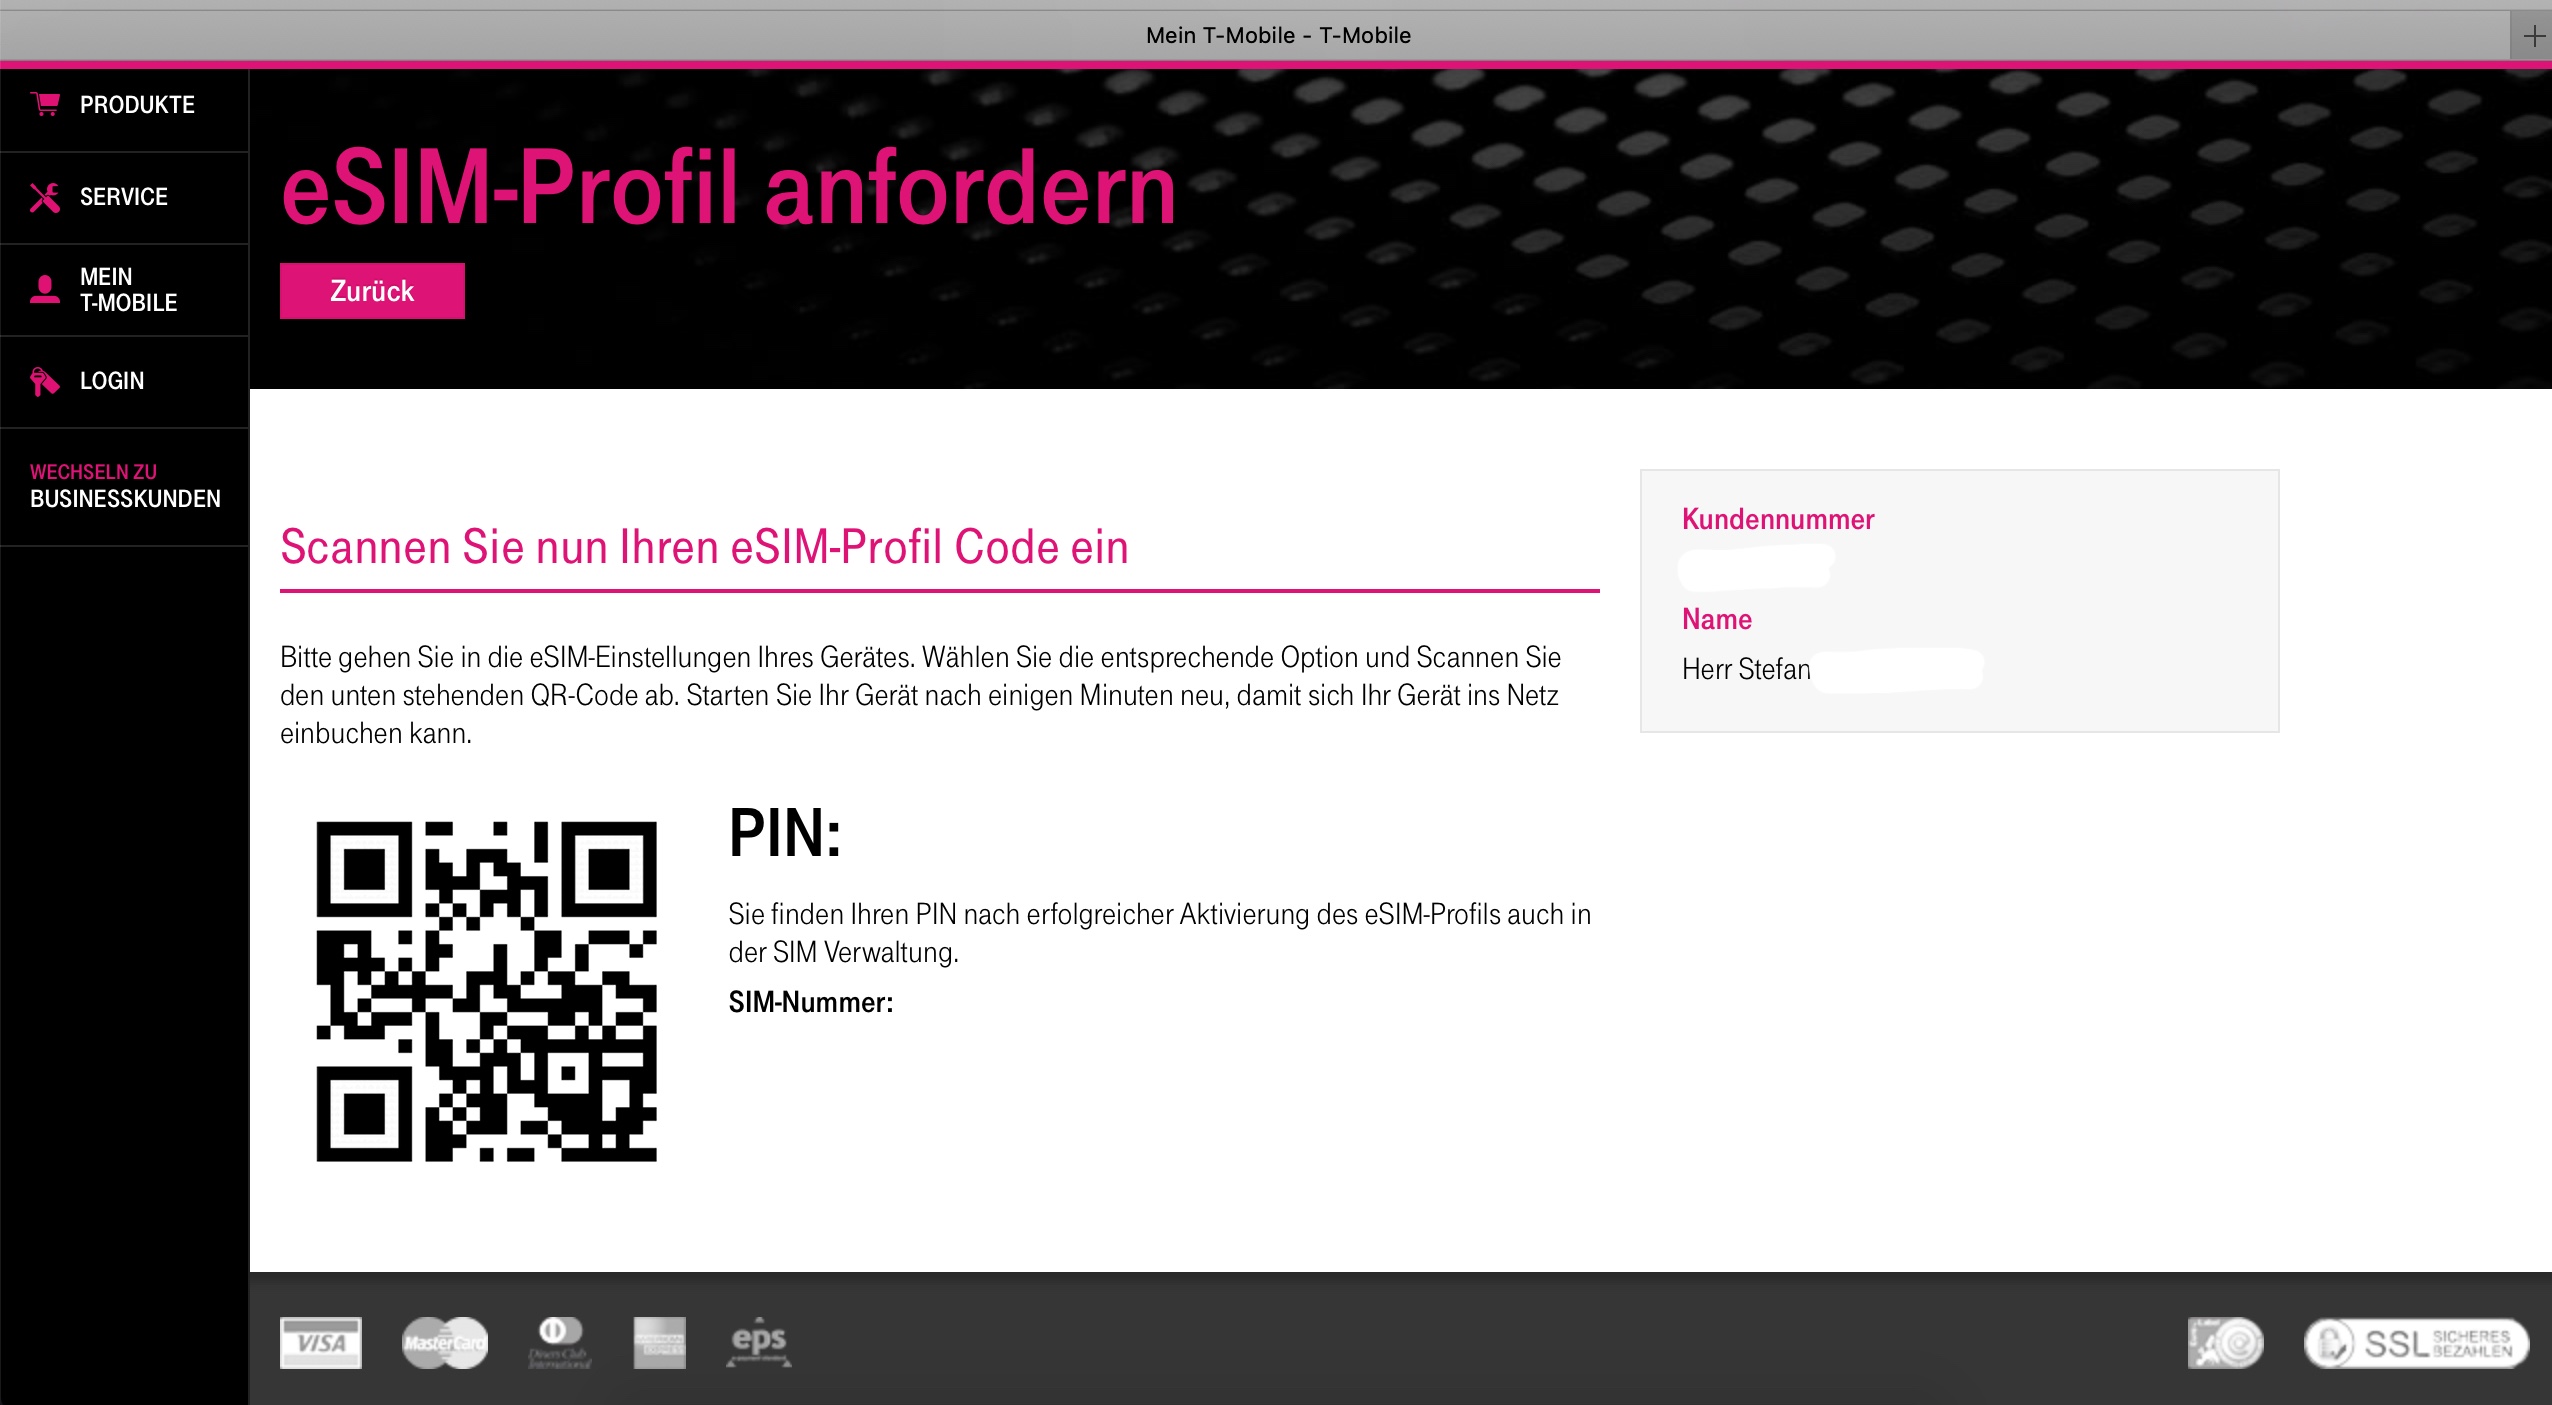 Mein T-Mobile - T-Mobile
PRODUKTE
SERVICE
MEIN
T-MOBILE
LOGIN
WECHSELN ZU
BUSINESSKUNDEN
eSIM-Profil anfordern
Zurück
Scannen Sie nun Ihren eSIM-Profil Code ein
Bitte gehen Sie in die eSIM-Einstellungen Ihres Gerätes. Wählen Sie die entsprechende Option und Scannen Sie
den unten stehenden QR-Code ab. Starten Sie Ihr Gerät nach einigen Minuten neu, damit sich Ihr Gerät ins Netz
einbuchen kann.
PIN:
Sie finden Ihren PIN nach erfolgreicher Aktivierung des eSIM-Profils auch in
der SIM Verwaltung.
SIM-Nummer:
Kundennummer
Name
Herr Stefan
VISA
MasterCard
Diners Club
International
eps
SSL SICHERES
BEZAHLEN